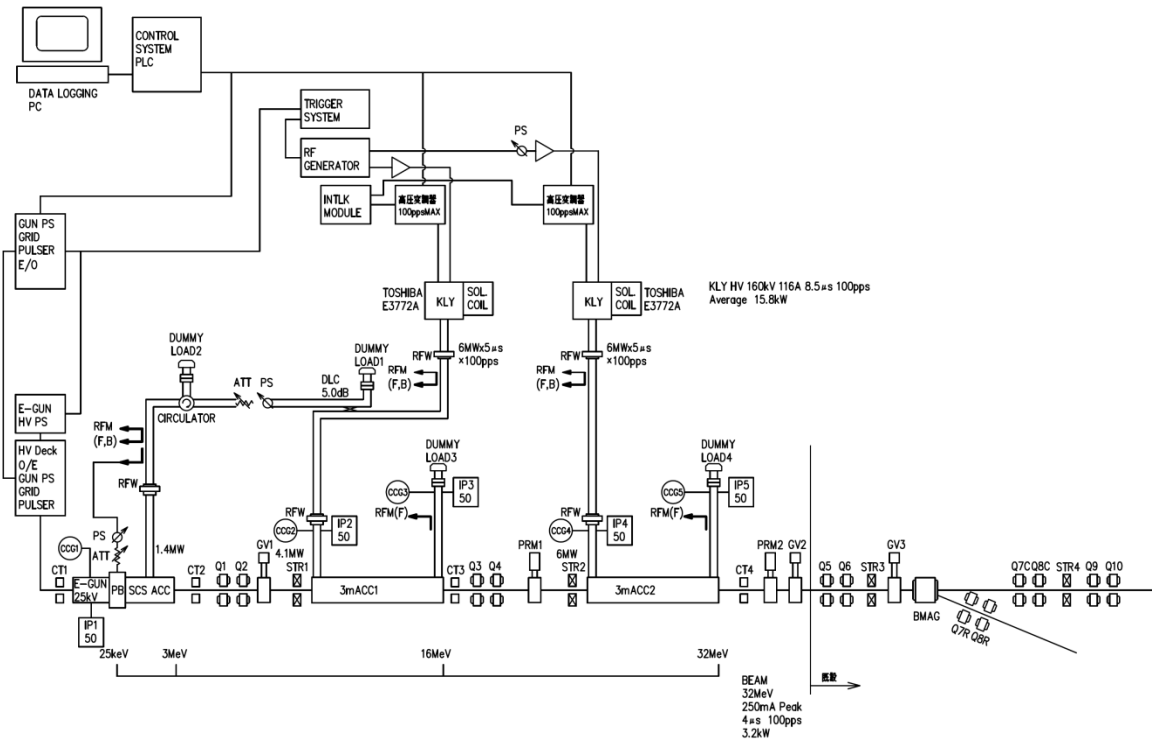 DATA LOGGING
PC
CONTROL
SYSTEM
PLC
TRIGGER
SYSTEM
RF
GENERATOR
PS
INTLK
MODULE
高圧変調器
100ppsMAX
高圧変調器
100ppsMAX
GUN PS
GRID
PULSER
E/O
TOSHIBA
E3772A
KLY
SOL.
COIL
KLY
SOL.
COIL
TOSHIBA
E3772A
KLY HV 160kV 116A 8.5μs 100pps
Average 15.8kW
DUMMY
LOAD2
DUMMY
LOAD1
RFW
6MWx5μs
×100pps
RFW
6MWx5μs
×100pps
RFM
(F,B)
RFM
(F,B)
ATT
PS
DLC
5.0dB
CIRCULATOR
E-GUN
HV PS
RFM
(F,B)
HV Deck
O/E
GUN PS
GRID
PULSER
RFW
DUMMY
LOAD3
DUMMY
LOAD4
CCG3
IP3
50
CCG5
IP5
50
RFM(F)
RFM(F)
RFW
CCG2
IP2
50
RFW
CCG4
IP4
50
PS
ATT
CCG1
1.4MW
GV1
4.1MW
STR1
PRM1
6MW
STR2
PRM2
GV2
GV3
CT1
E-GUN
25kV
PB
SCS ACC
CT2
Q1
Q2
3mACC1
CT3
Q3
Q4
3mACC2
CT4
Q5
Q6
STR3
BMAG
Q7C
Q8C
STR4
Q9
Q10
Q7R
Q8R
IP1
50
25keV
3MeV
16MeV
32MeV
BEAM
32MeV
250mA Peak
4μs 100pps
3.2kW